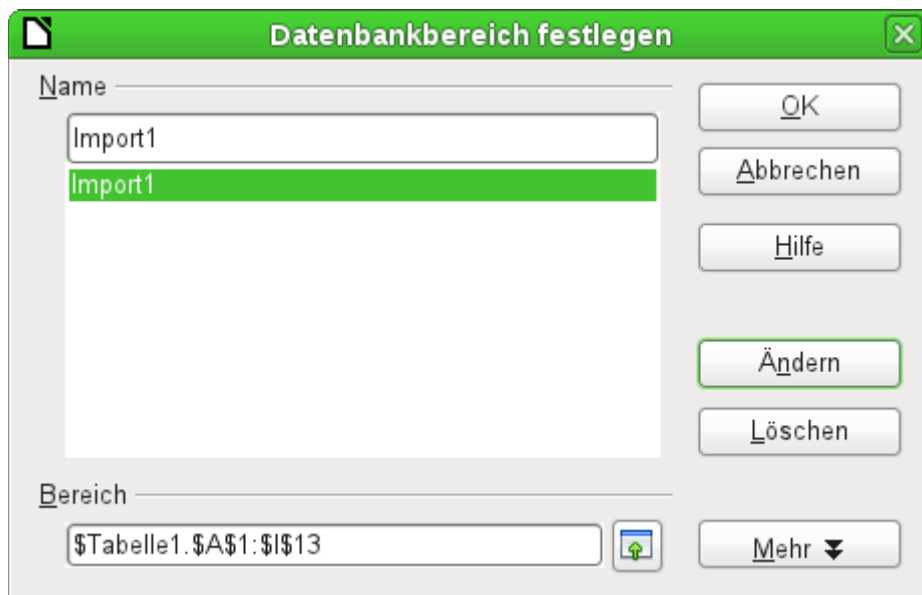 Datenbankbereich festlegen
Name
Import1
Import1
OK
Abbrechen
Hilfe
Ändern
Löschen
Bereich
$Tabelle1.$A$1:$I$13
Mehr